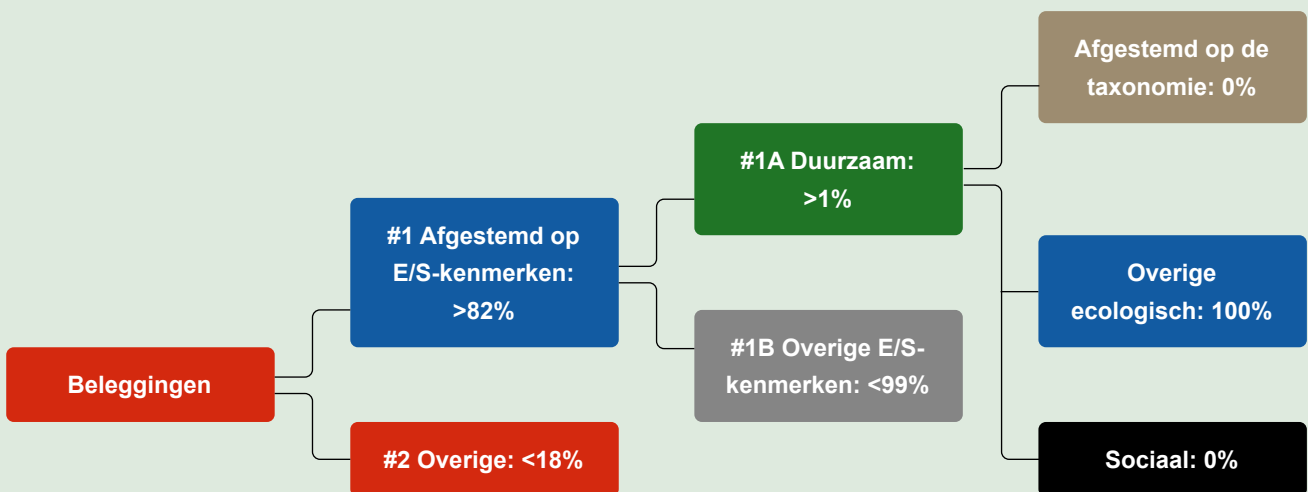 Beleggingen
#1 Afgestemd op
E/S-kenmerken:
>82%
#2 Overige: <18%
#1A Duurzaam:
>1%
#1B Overige E/S-
kenmerken: <99%
Afgestemd op de
taxonomie: 0%
Overige
ecologisch: 100%
Sociaal: 0%